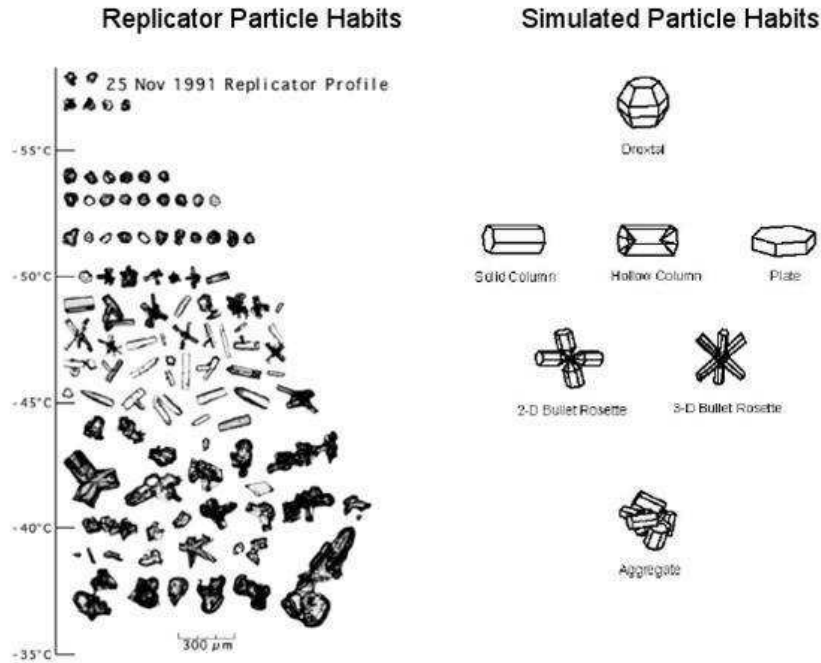 Replicator Particle Habits
Simulated Particle Habits
25 Nov 1991 Replicator Profile
-55°C
-50°C
-45°C
-40°C
-35°C
300 µm
Droxtal
Solid Column
Hollow Column
Plate
2-D Bullet Rosette
3-D Bullet Rosette
Aggregate